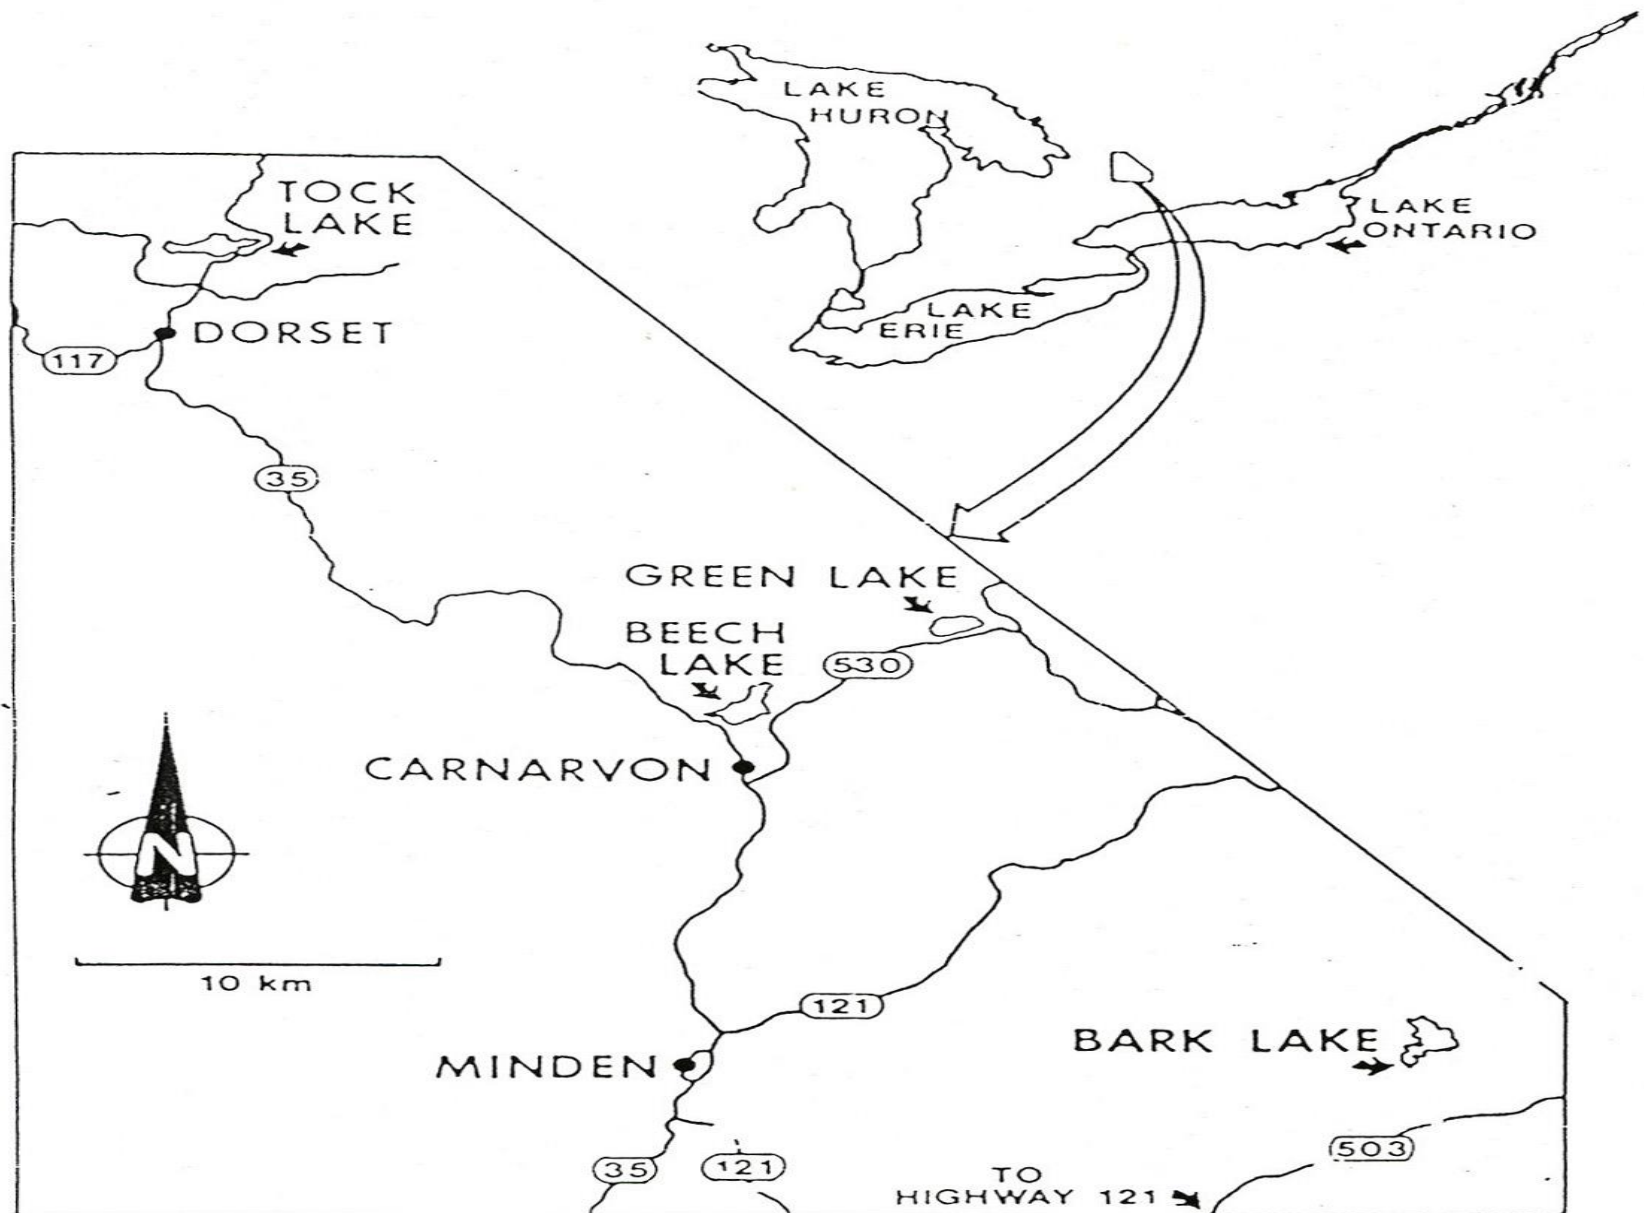 LAKE
HURON
TOCK
LAKE
LAKE
ONTARIO
LAKE
ERIE
DORSET
117
35
GREEN LAKE
BEECH
LAKE
530
CARNARVON
N
10 km
121
BARK LAKE
MINDEN
503
35
121
TO
HIGHWAY 121